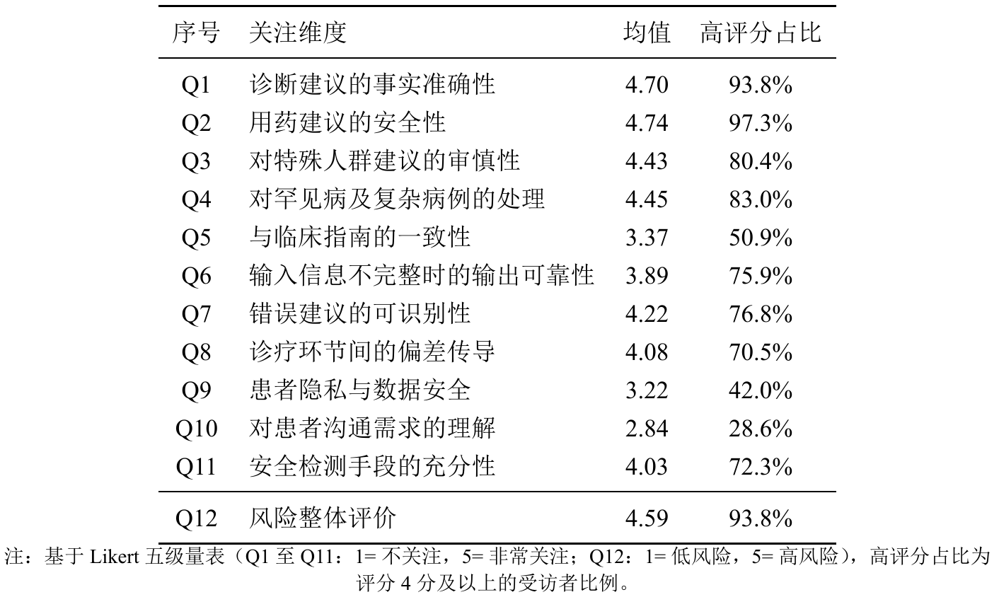 序号 关注维度 均值 高评分占比
Q1 诊断建议的事实准确性 4.70 93.8%
Q2 用药建议的安全性 4.74 97.3%
Q3 对特殊人群建议的审慎性 4.43 80.4%
Q4 对罕见病及复杂病例的处理 4.45 83.0%
Q5 与临床指南的一致性 3.37 50.9%
Q6 输入信息不完整时的输出可靠性 3.89 75.9%
Q7 错误建议的可识别性 4.22 76.8%
Q8 诊疗环节间的偏差传导 4.08 70.5%
Q9 患者隐私与数据安全 3.22 42.0%
Q10 对患者沟通需求的理解 2.84 28.6%
Q11 安全检测手段的充分性 4.03 72.3%
Q12 风险整体评价 4.59 93.8%
注：基于 Likert 五级量表（Q1 至 Q11：1= 不关注，5= 非常关注；Q12：1= 低风险，5= 高风险），高评分占比为
评分 4 分及以上的受访者比例。